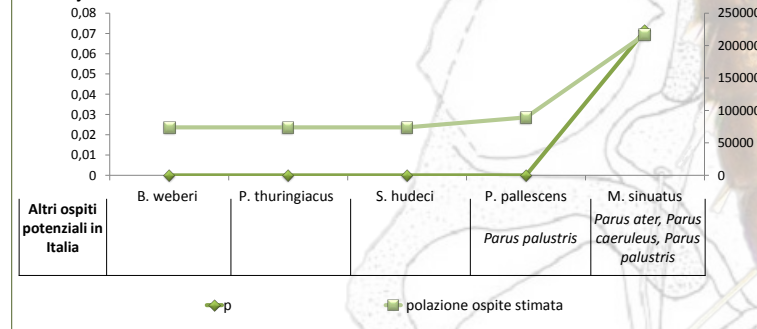 0,08
0,07
0,06
0,05
0,04
0,03
0,02
0,01
0
250000
200000
150000
100000
50000
0
B. weberi P. thuringiacus S. hudeci P. pallescens M. sinuatus
Altri ospiti
potenziali in
Italia
Parus palustris
Parus ater, Parus
caeruleus, Parus
palustris
p polazione ospite stimata